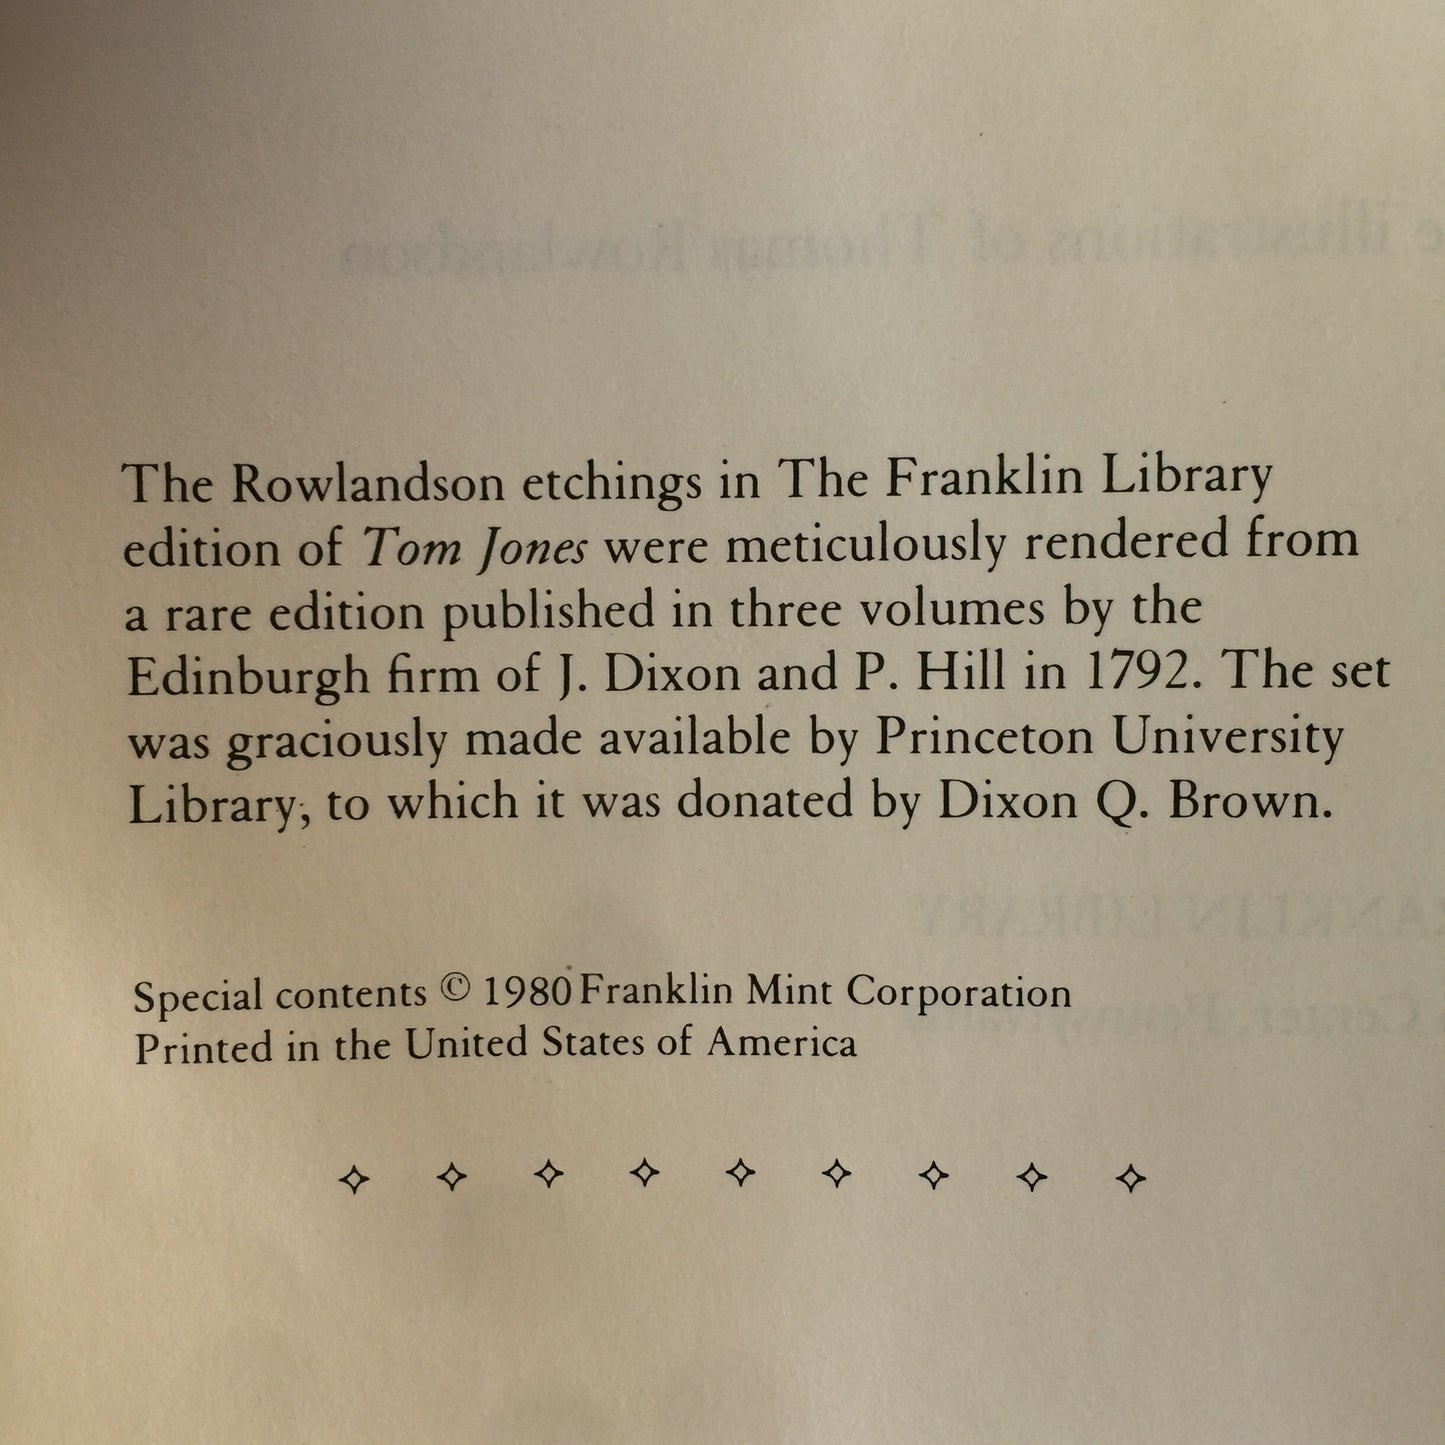 The Rowlandson etchings in The Franklin Library
edition of Tom Jones were meticulously rendered from
a rare edition published in three volumes by the
Edinburgh firm of J. Dixon and P. Hill in 1792. The set
was graciously made available by Princeton University
Library, to which it was donated by Dixon Q. Brown.
Special contents © 1980 Franklin Mint Corporation
Printed in the United States of America